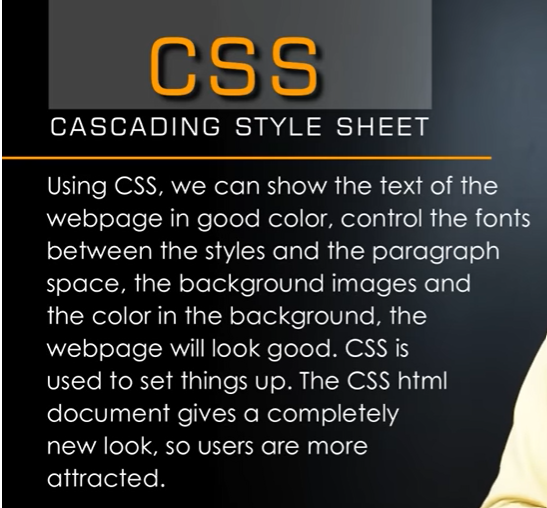 CSS
CASCADING STYLE SHEET
Using CSS, we can show the text of the
webpage in good color, control the fonts
between the styles and the paragraph
space, the background images and
the color in the background, the
webpage will look good. CSS is
used to set things up. The CSS html
document gives a completely
new look, so users are more
attracted.